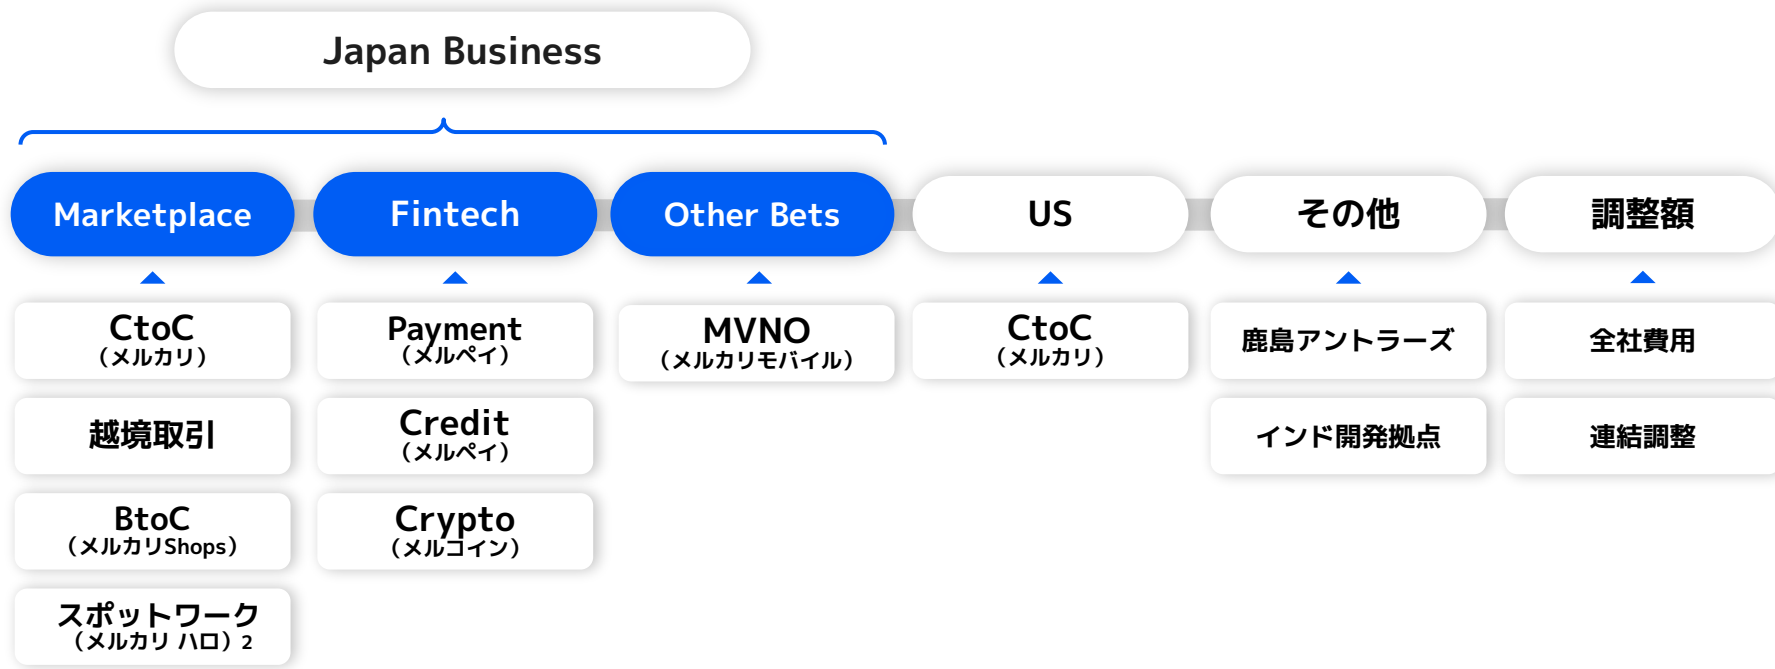 Japan Business
Marketplace
Fintech
Other Bets
US
その他
調整額
CtoC
（メルカリ）
越境取引
BtoC
（メルカリShops）
スポットワーク
（メルカリ ハロ）2
Payment
（メルペイ）
Credit
（メルペイ）
Crypto
（メルコイン）
MVNO
（メルカリモバイル）
CtoC
（メルカリ）
鹿島アントラーズ
インド開発拠点
全社費用
連結調整